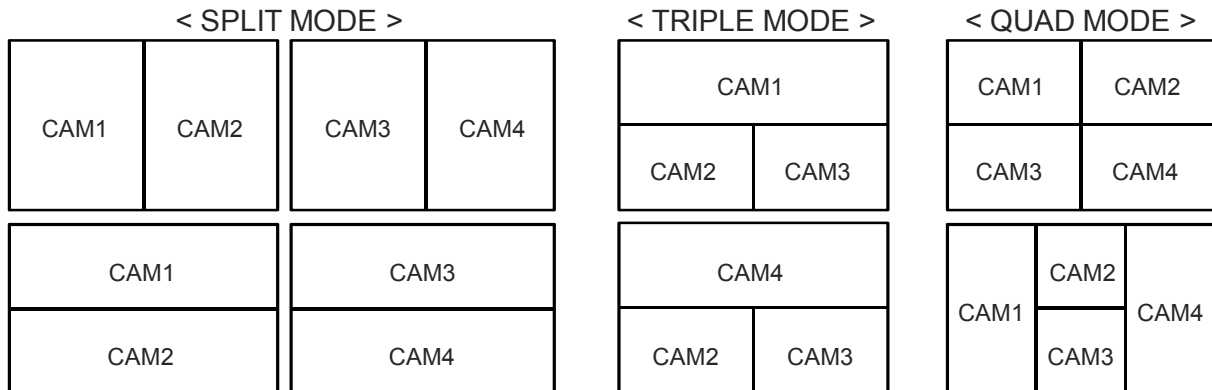 < SPLIT MODE >
CAM1 CAM2
CAM3 CAM4
CAM1
CAM2
CAM3
CAM4
< TRIPLE MODE >
CAM1
CAM2 CAM3
CAM4
CAM2 CAM3
< QUAD MODE >
CAM1 CAM2
CAM3 CAM4
CAM1
CAM2
CAM3
CAM4